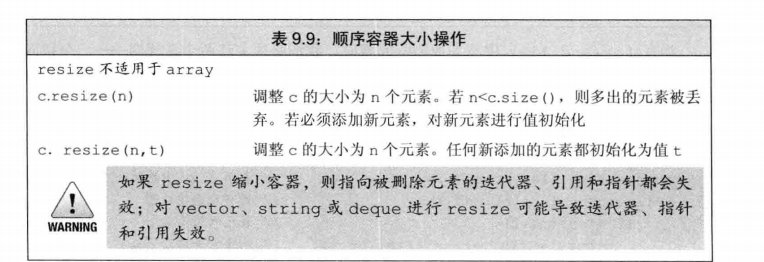 表 9.9：顺序容器大小操作
resize 不适用于 array
c.resize(n) 调整 c 的大小为 n 个元素。若 n<c.size()，则多出的元素被丢
弃。若必须添加新元素，对新元素进行值初始化
c. resize(n,t) 调整 c 的大小为 n 个元素。任何新添加的元素都初始化为值 t
如果 resize 缩小容器，则指向被删除元素的迭代器、引用和指针都会失
效；对 vector、string 或 deque 进行 resize 可能导致迭代器、指针
和引用失效。
WARNING